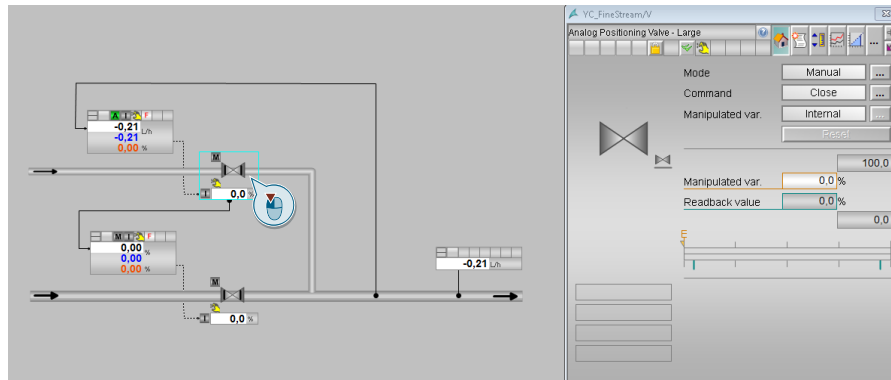 YC_FineStream/V
Analog Positioning Valve - Large
Mode Manual ...
Command Close ...
Manipulated var. Internal ...
Reset
100,0
Manipulated var. 0,0 %
Readback value 0,0 %
0,0
E
A I F
-0,21 L/h
-0,21
0,00 %
M
I 0,0 %
M I F
0,00 %
0,00
0,00 %
-0,21 L/h
M
I 0,0 %